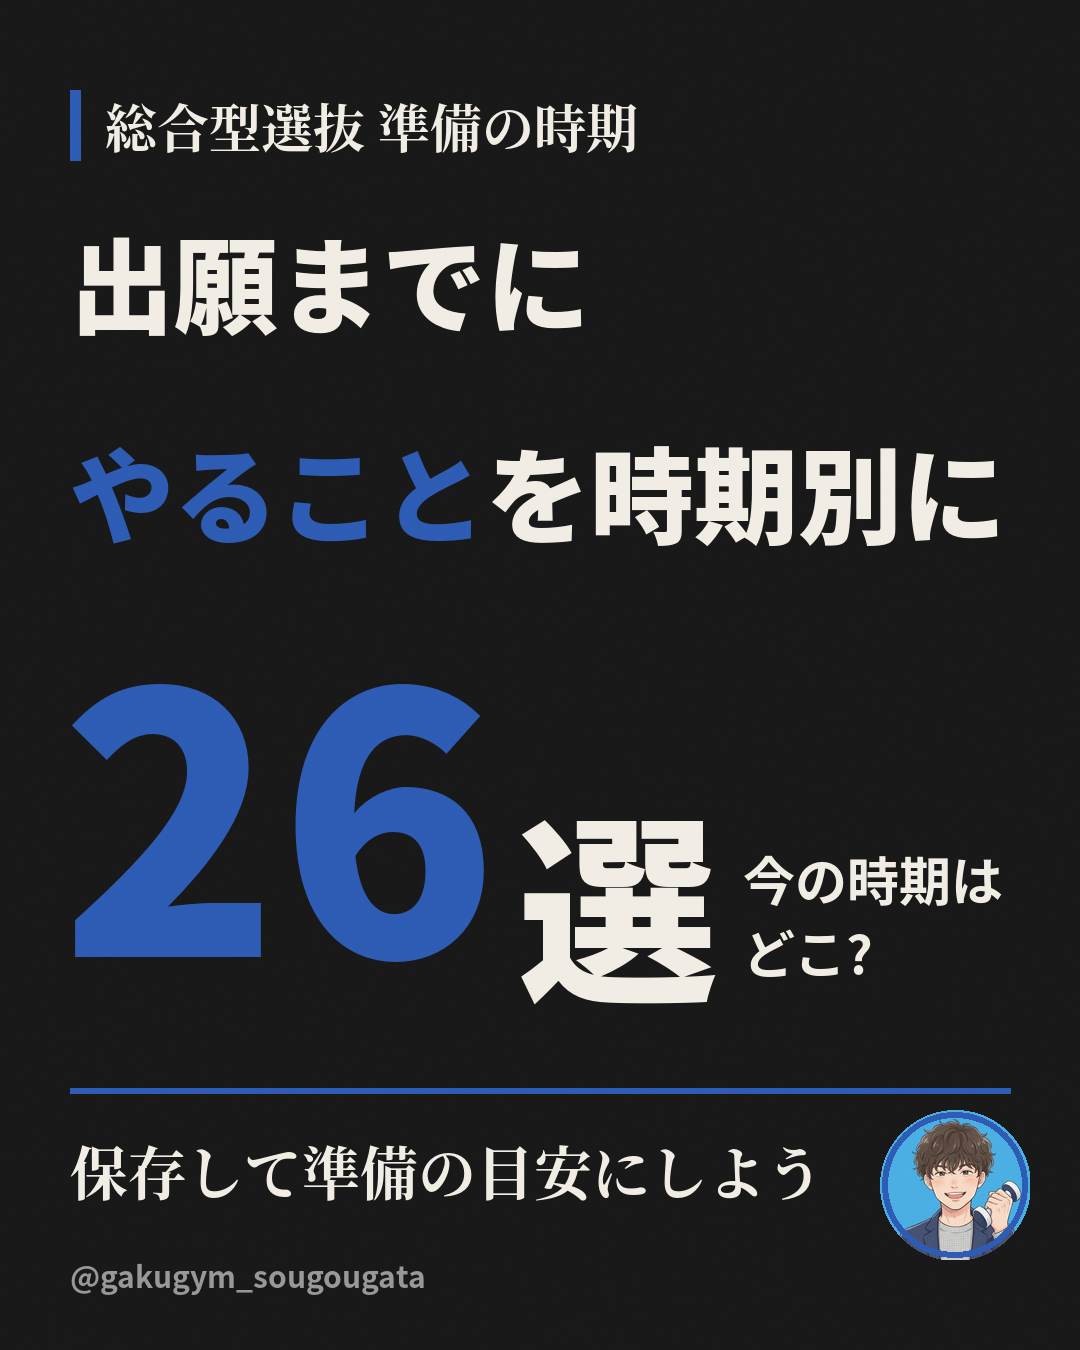 総合型選抜 準備の時期
出願までに
やることを時期別に
26選
今の時期は
どこ?
保存して準備の目安にしよう
@gakugym_sougougata